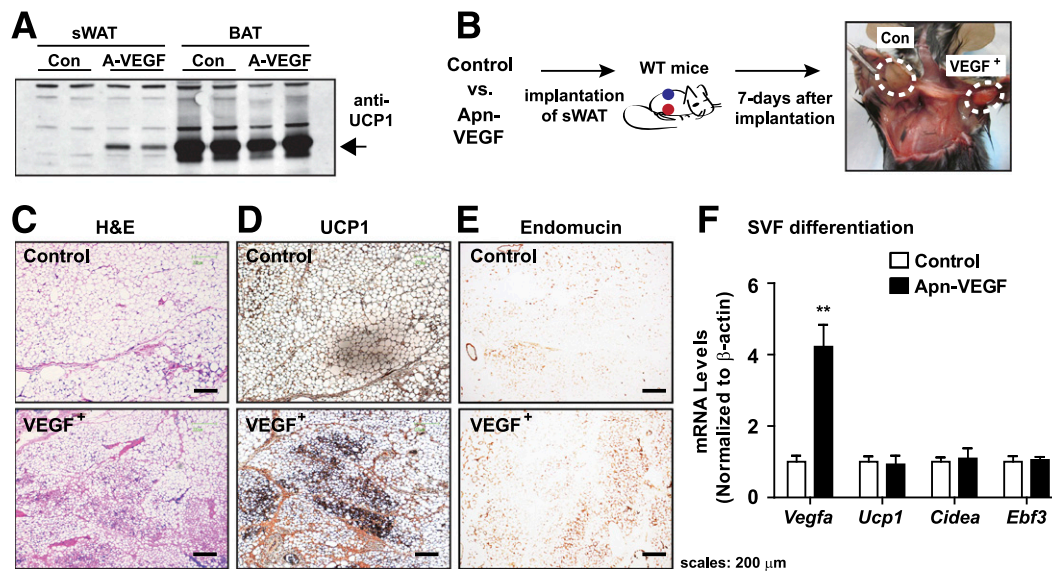 A
sWAT
BAT
Con
A-VEGF
Con
A-VEGF
anti-
UCP1
B
Control
vs.
Apn-
VEGF
implantation
of sWAT
WT mice
7-days after
implantation
Con
VEGF+
C
H&E
Control
VEGF+
D
UCP1
Control
VEGF+
E
Endomucin
Control
VEGF+
scales: 200 μm
F
SVF differentiation
Control
Apn-VEGF
mRNA Levels
(Normalized to β-actin)
6
4
2
0
**
Vegfa
Ucp1
Cidea
Ebf3